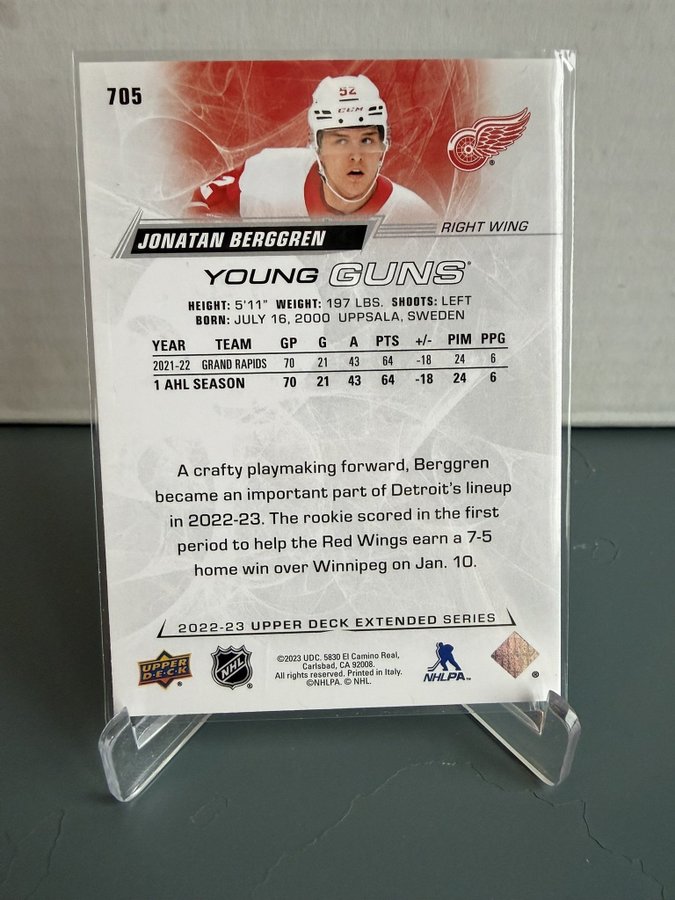 705
52
CCM
52
JONATAN BERGGREN
RIGHT WING
YOUNG GUNS®
HEIGHT: 5'11" WEIGHT: 197 LBS. SHOOTS: LEFT
BORN: JULY 16, 2000 UPPSALA, SWEDEN
YEAR TEAM GP G A PTS +/- PIM PPG
2021-22 GRAND RAPIDS 70 21 43 64 -18 24 6
1 AHL SEASON 70 21 43 64 -18 24 6
A crafty playmaking forward, Berggren
became an important part of Detroit's lineup
in 2022-23. The rookie scored in the first
period to help the Red Wings earn a 7-5
home win over Winnipeg on Jan. 10.
2022-23 UPPER DECK EXTENDED SERIES
UPPER
DECK®
NHL®
©2023 UDC. 5830 El Camino Real,
Carlsbad, CA 92008.
All rights reserved. Printed in Italy.
©NHLPA. © NHL.
NHLPA™
®